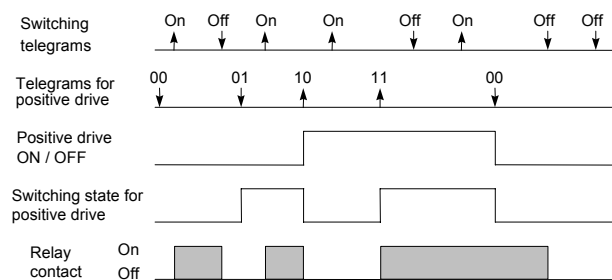 Switching
telegrams
On Off On On Off On Off Off
Telegrams for
positive drive
00 01 10 11 00
Positive drive
ON / OFF
Switching state for
positive drive
Relay
contact
On
Off